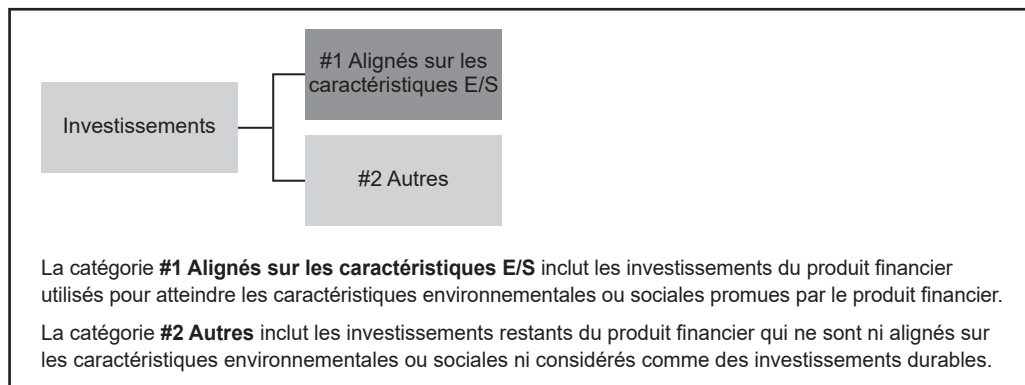 #1 Alignés sur les
caractéristiques E/S
Investissements
#2 Autres
La catégorie #1 Alignés sur les caractéristiques E/S inclut les investissements du produit financier
utilisés pour atteindre les caractéristiques environnementales ou sociales promues par le produit financier.
La catégorie #2 Autres inclut les investissements restants du produit financier qui ne sont ni alignés sur
les caractéristiques environnementales ou sociales ni considérés comme des investissements durables.